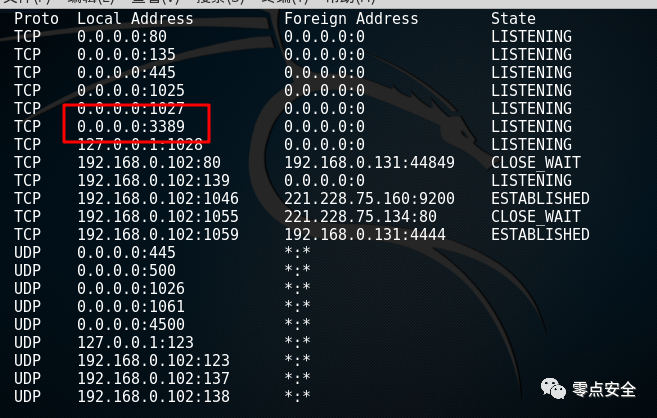 Proto Local Address Foreign Address State
TCP 0.0.0.0:80 0.0.0.0:0 LISTENING
TCP 0.0.0.0:135 0.0.0.0:0 LISTENING
TCP 0.0.0.0:445 0.0.0.0:0 LISTENING
TCP 0.0.0.0:1025 0.0.0.0:0 LISTENING
TCP 0.0.0.0:1027 0.0.0.0:0 LISTENING
TCP 0.0.0.0:3389 0.0.0.0:0 LISTENING
TCP 127.0.0.1:1028 0.0.0.0:0 LISTENING
TCP 192.168.0.102:80 192.168.0.131:44849 CLOSE_WAIT
TCP 192.168.0.102:139 0.0.0.0:0 LISTENING
TCP 192.168.0.102:1046 221.228.75.160:9200 ESTABLISHED
TCP 192.168.0.102:1055 221.228.75.134:80 CLOSE_WAIT
TCP 192.168.0.102:1059 192.168.0.131:4444 ESTABLISHED
UDP 0.0.0.0:445 *:*
UDP 0.0.0.0:500 *:*
UDP 0.0.0.0:1026 *:*
UDP 0.0.0.0:1061 *:*
UDP 0.0.0.0:4500 *:*
UDP 127.0.0.1:123 *:*
UDP 192.168.0.102:123 *:*
UDP 192.168.0.102:137 *:*
UDP 192.168.0.102:138 *:*
零点安全